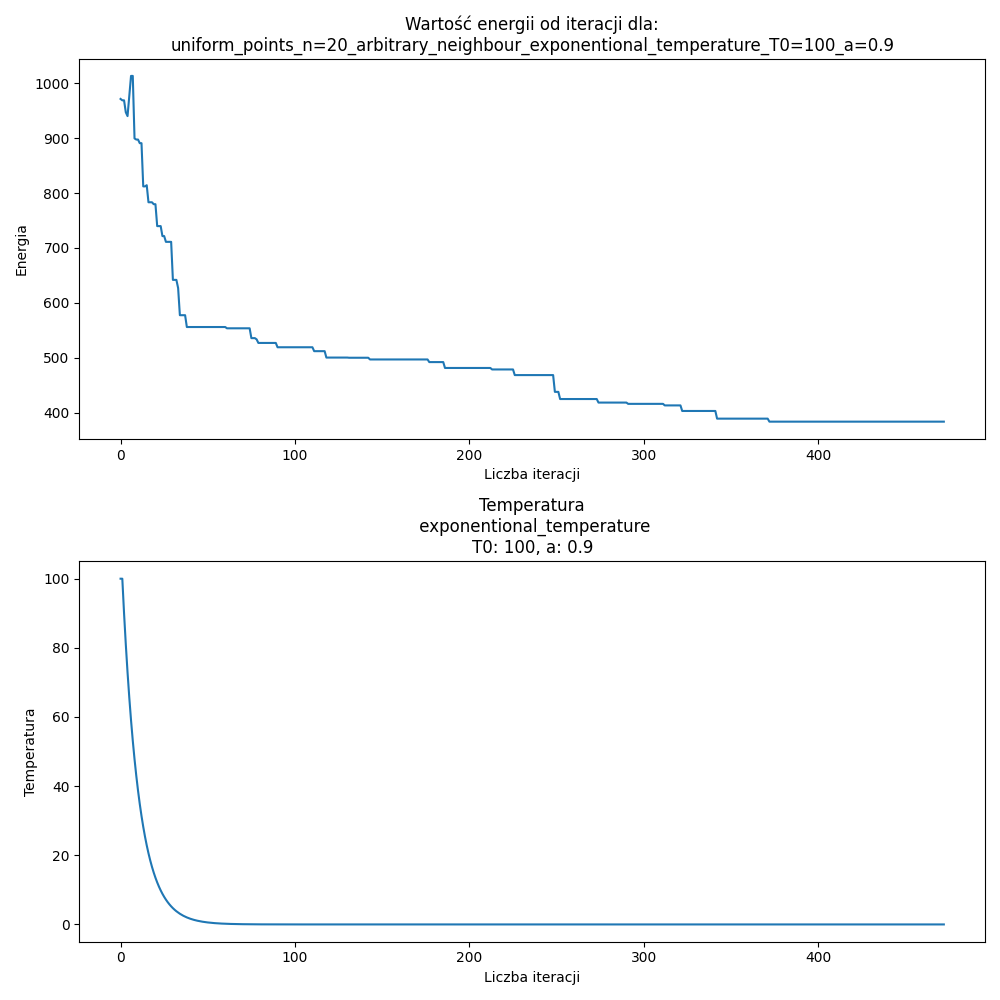 Wartość energii od iteracji dla:
uniform_points_n=20_arbitrary_neighbour_exponentional_temperature_T0=100_a=0.9
1000
900
800
700
600
500
400
Energia
0 100 200 300 400
Liczba iteracji
Temperatura
exponentional_temperature
T0: 100, a: 0.9
100
80
60
40
20
0
Temperatura
0 100 200 300 400
Liczba iteracji